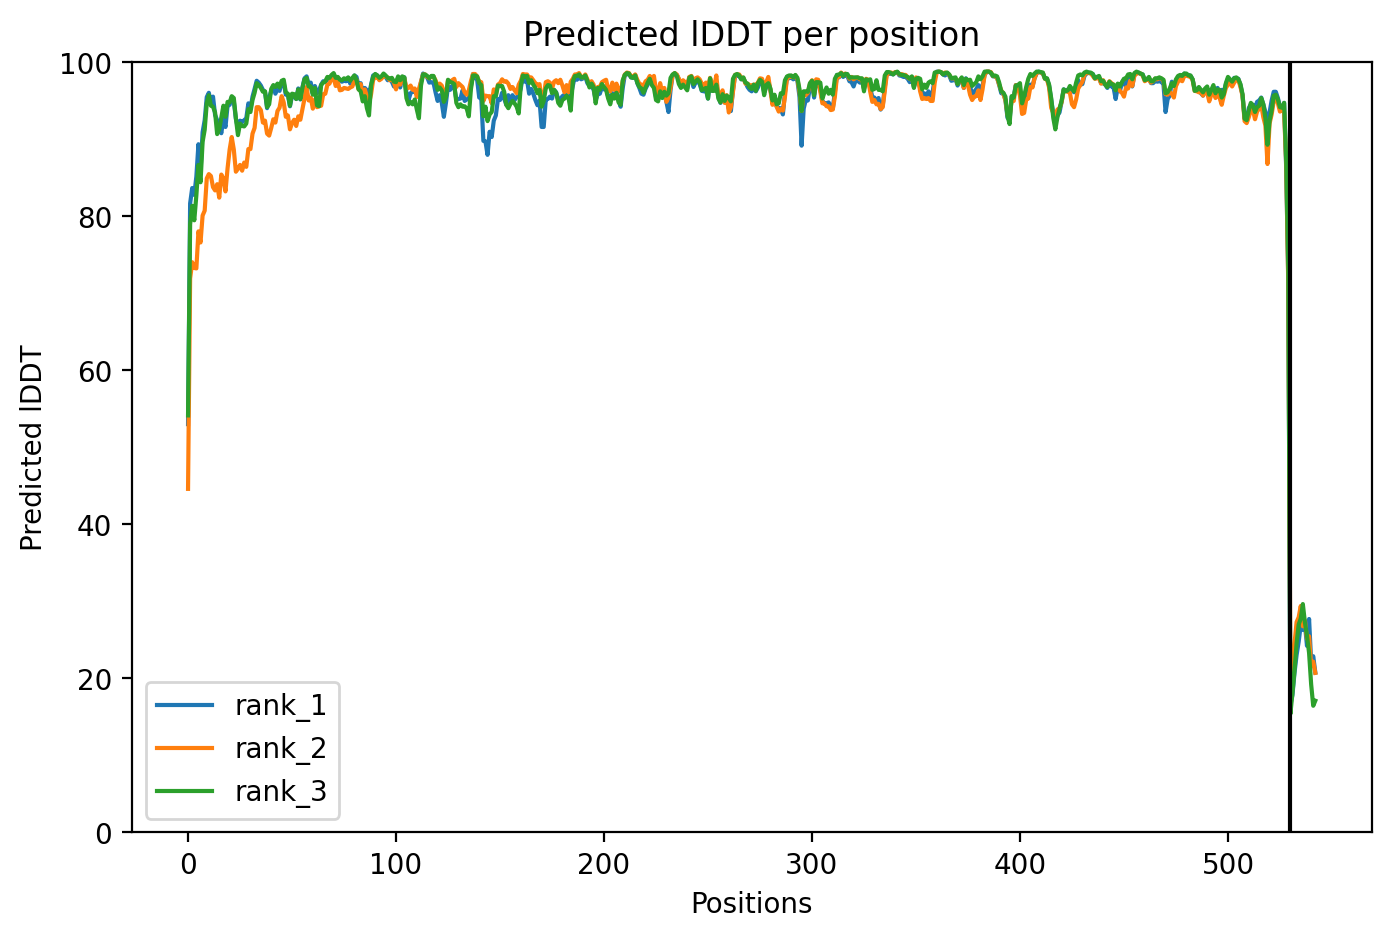 Predicted lDDT per position
100
80
60
40
20
0
Predicted lDDT
rank_1
rank_2
rank_3
0 100 200 300 400 500
Positions